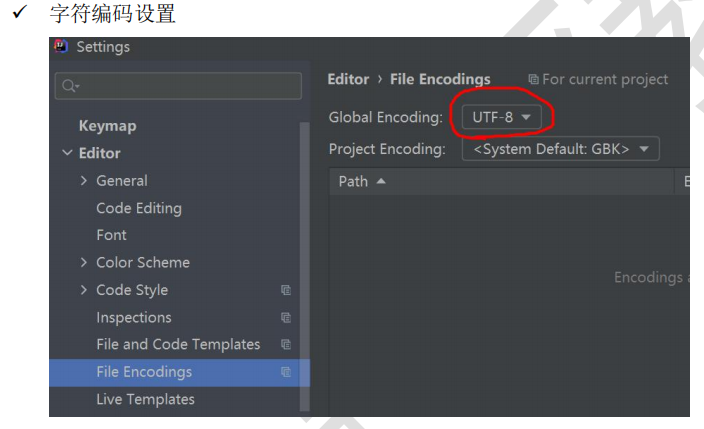 ✓ 字符编码设置
Settings
Editor › File Encodings For current project
Global Encoding: UTF-8
Project Encoding: <System Default: GBK>
Path
Encodings
Keymap
Editor
General
Code Editing
Font
Color Scheme
Code Style
Inspections
File and Code Templates
File Encodings
Live Templates